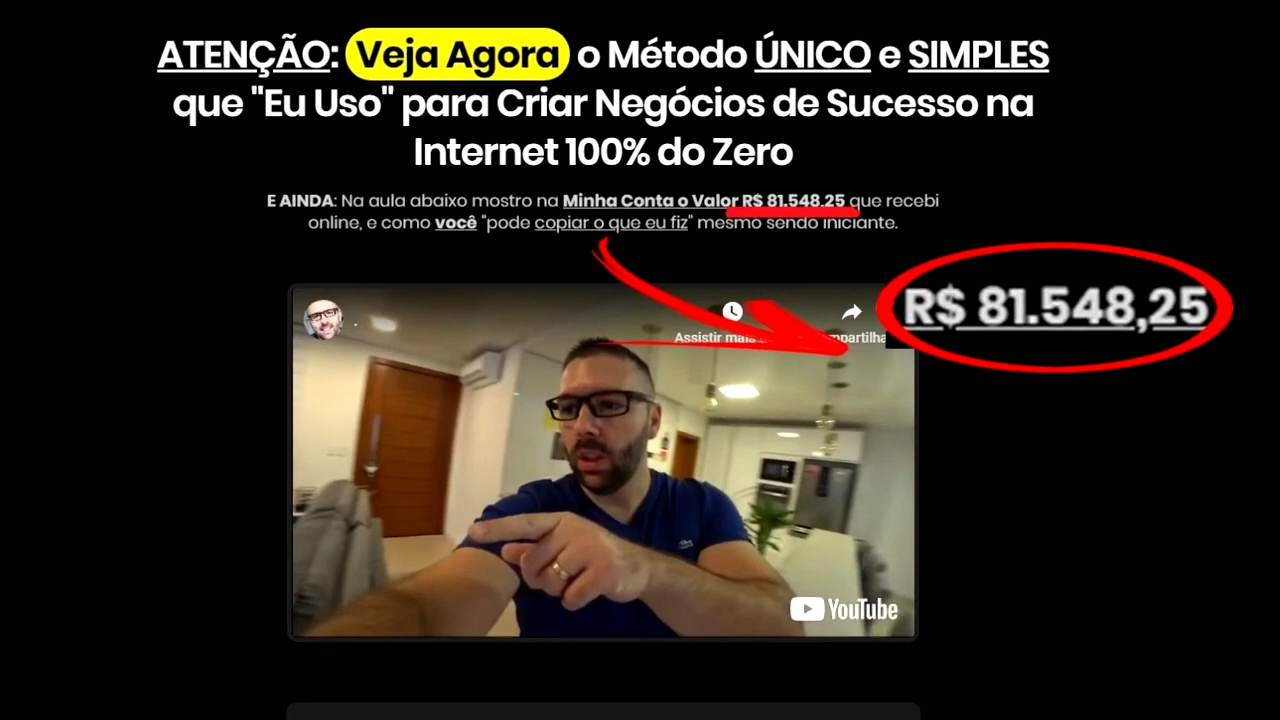 ATENÇÃO: Veja Agora o Método ÚNICO e SIMPLES
que "Eu Uso" para Criar Negócios de Sucesso na
Internet 100% do Zero
E AINDA: Na aula abaixo mostro na Minha Conta o Valor R$ 81.548,25 que recebi
online, e como você "pode copiar o que eu fiz" mesmo sendo iniciante.
R$ 81.548,25
Assistir mais
YouTube